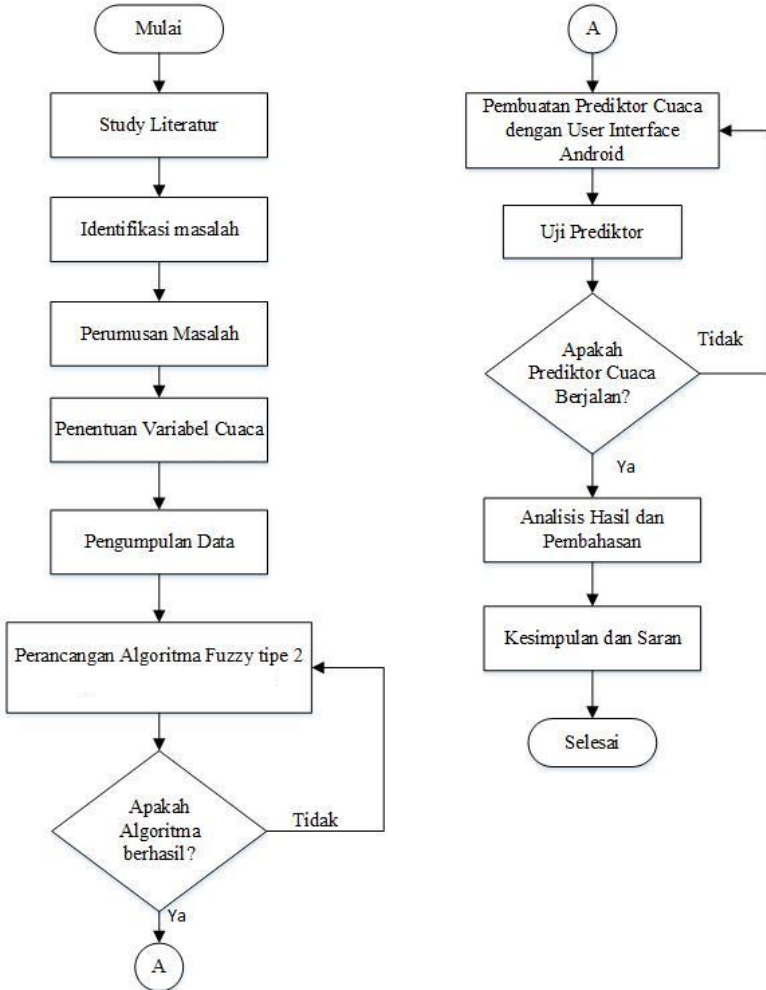 Mulai
Study Literatur
Identifikasi masalah
Perumusan Masalah
Penentuan Variabel Cuaca
Pengumpulan Data
Perancangan Algoritma Fuzzy tipe 2
Apakah
Algoritma
berhasil?
Tidak
Ya
A
A
Pembuatan Prediktor Cuaca
dengan User Interface
Android
Uji Prediktor
Apakah
Prediktor Cuaca
Berjalan?
Tidak
Ya
Analisis Hasil dan
Pembahasan
Kesimpulan dan Saran
Selesai